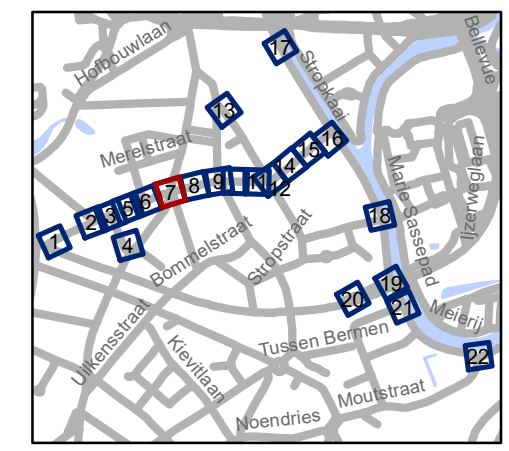 Hofbouwlaan
Bellevue
17
Stropkaai
13
Merelstraat
16
15
14
Ijzerweglaan
11
12
9
8
7
6
5
3
2
1
4
Marie Sassepad
18
Bommelstraat
Stropstraat
19
20
21
Meierij
Uilkensstraat
Tussen Bermen
Kievitlaan
22
Moutstraat
Noendries